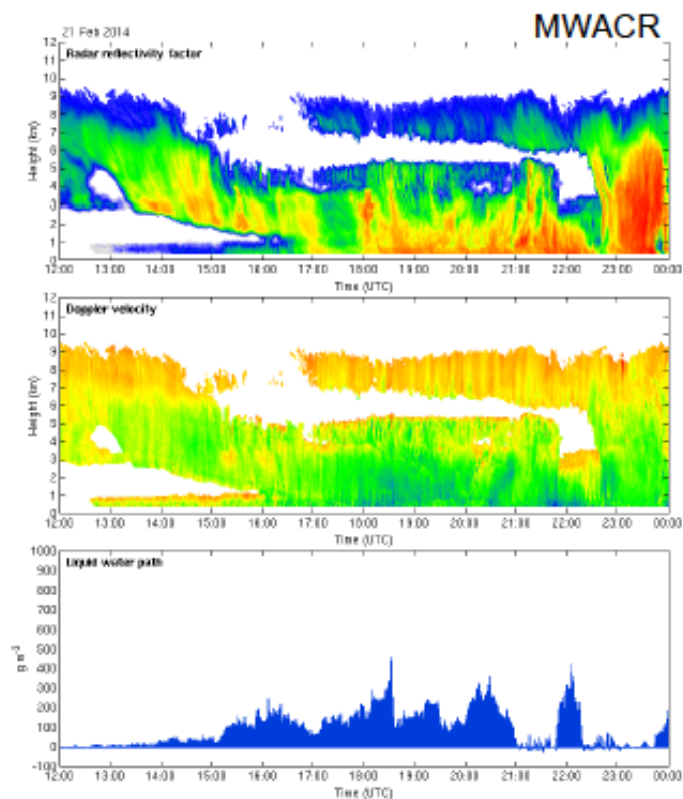 MWACR
21 Feb 2014
Radar reflectivity factor
12
11
10
9
8
7
6
5
4
3
2
1
0
Height (km)
12:00 13:00 14:00 15:00 16:00 17:00 18:00 19:00 20:00 21:00 22:00 23:00 00:00
Time (UTC)
Doppler velocity
12
11
10
9
8
7
6
5
4
3
2
1
0
Height (km)
12:00 13:00 14:00 15:00 16:00 17:00 18:00 19:00 20:00 21:00 22:00 23:00 00:00
Time (UTC)
Liquid water path
1000
900
800
700
600
500
400
300
200
100
0
-100
g m⁻²
12:00 13:00 14:00 15:00 16:00 17:00 18:00 19:00 20:00 21:00 22:00 23:00 00:00
Time (UTC)